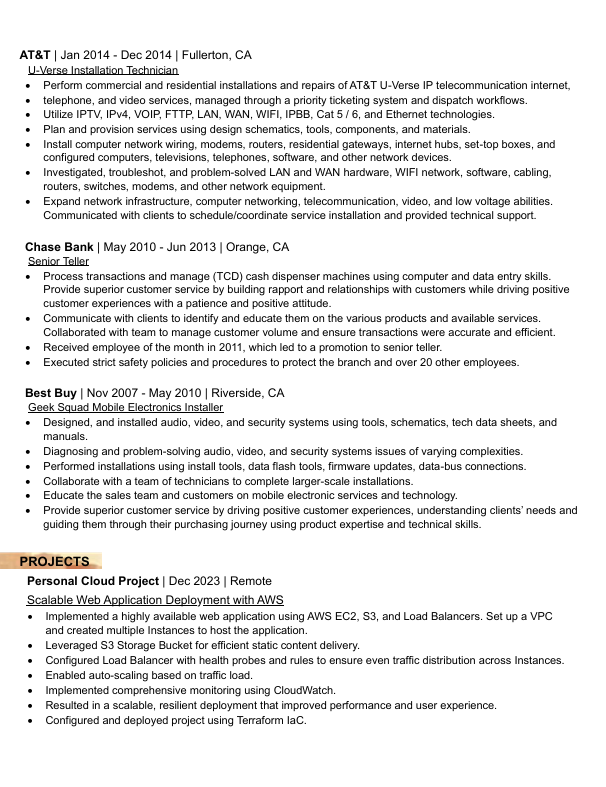 AT&T | Jan 2014 - Dec 2014 | Fullerton, CA
U-Verse Installation Technician
• Perform commercial and residential installations and repairs of AT&T U-Verse IP telecommunication internet,
• telephone, and video services, managed through a priority ticketing system and dispatch workflows.
• Utilize IPTV, IPv4, VOIP, FTTP, LAN, WAN, WIFI, IPBB, Cat 5 / 6, and Ethernet technologies.
• Plan and provision services using design schematics, tools, components, and materials.
• Install computer network wiring, modems, routers, residential gateways, internet hubs, set-top boxes, and
configured computers, televisions, telephones, software, and other network devices.
• Investigated, troubleshot, and problem-solved LAN and WAN hardware, WIFI network, software, cabling,
routers, switches, modems, and other network equipment.
• Expand network infrastructure, computer networking, telecommunication, video, and low voltage abilities.
Communicated with clients to schedule/coordinate service installation and provided technical support.
Chase Bank | May 2010 - Jun 2013 | Orange, CA
Senior Teller
• Process transactions and manage (TCD) cash dispenser machines using computer and data entry skills.
Provide superior customer service by building rapport and relationships with customers while driving positive
customer experiences with a patience and positive attitude.
• Communicate with clients to identify and educate them on the various products and available services.
Collaborated with team to manage customer volume and ensure transactions were accurate and efficient.
• Received employee of the month in 2011, which led to a promotion to senior teller.
• Executed strict safety policies and procedures to protect the branch and over 20 other employees.
Best Buy | Nov 2007 - May 2010 | Riverside, CA
Geek Squad Mobile Electronics Installer
• Designed, and installed audio, video, and security systems using tools, schematics, tech data sheets, and
manuals.
• Diagnosing and problem-solving audio, video, and security systems issues of varying complexities.
• Performed installations using install tools, data flash tools, firmware updates, data-bus connections.
• Collaborate with a team of technicians to complete larger-scale installations.
• Educate the sales team and customers on mobile electronic services and technology.
• Provide superior customer service by driving positive customer experiences, understanding clients' needs and
guiding them through their purchasing journey using product expertise and technical skills.
PROJECTS
Personal Cloud Project | Dec 2023 | Remote
Scalable Web Application Deployment with AWS
• Implemented a highly available web application using AWS EC2, S3, and Load Balancers. Set up a VPC
and created multiple Instances to host the application.
• Leveraged S3 Storage Bucket for efficient static content delivery.
• Configured Load Balancer with health probes and rules to ensure even traffic distribution across Instances.
• Enabled auto-scaling based on traffic load.
• Implemented comprehensive monitoring using CloudWatch.
• Resulted in a scalable, resilient deployment that improved performance and user experience.
• Configured and deployed project using Terraform IaC.